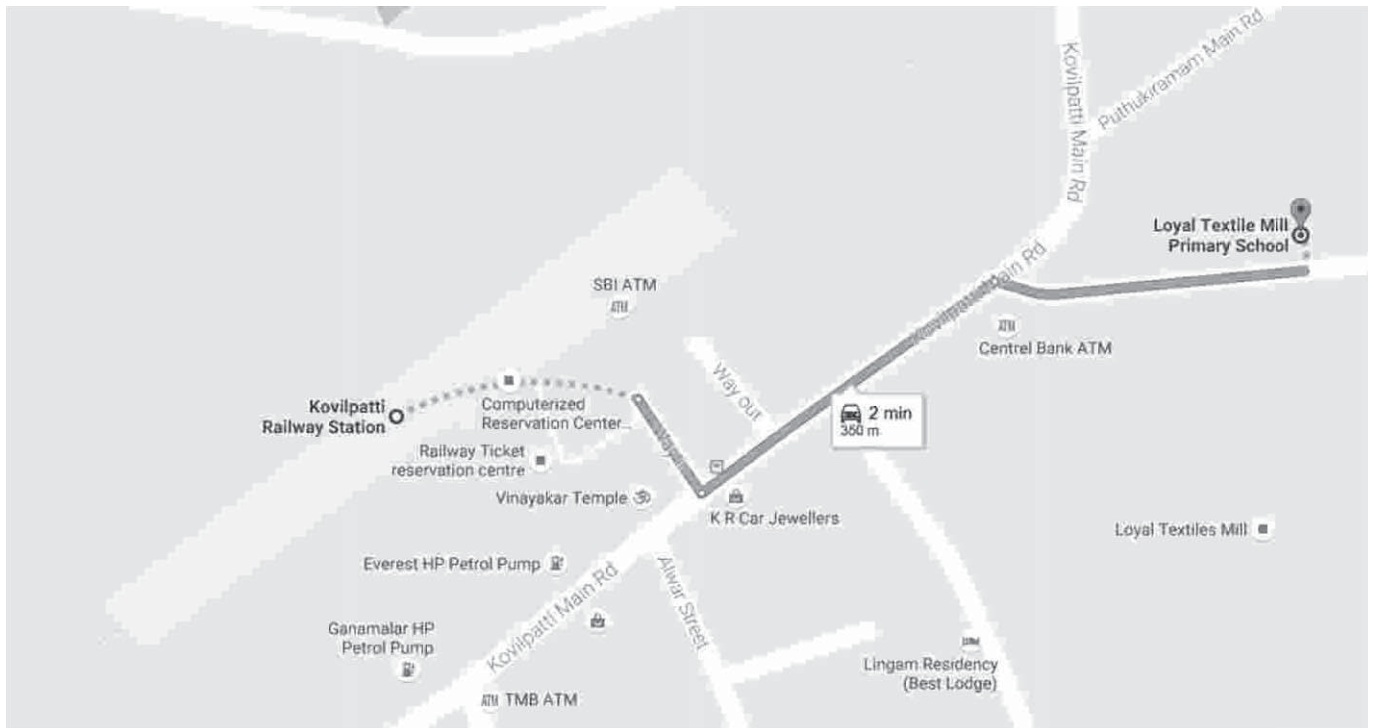 Kovilpatti Main Rd
Puthukiramam Main Rd
Loyal Textile Mill
Primary School
Kovilpatti Main Rd
SBI ATM
ATM
ATM
Centrel Bank ATM
Way out
Kovilpatti
Railway Station
Computerized
Reservation Center...
2 min
350 m
Railway Ticket
reservation centre
Vinayakar Temple
K R Car Jewellers
Loyal Textiles Mill
Everest HP Petrol Pump
Alwar Street
Kovilpatti Main Rd
Ganamalar HP
Petrol Pump
Lingam Residency
(Best Lodge)
ATM TMB ATM